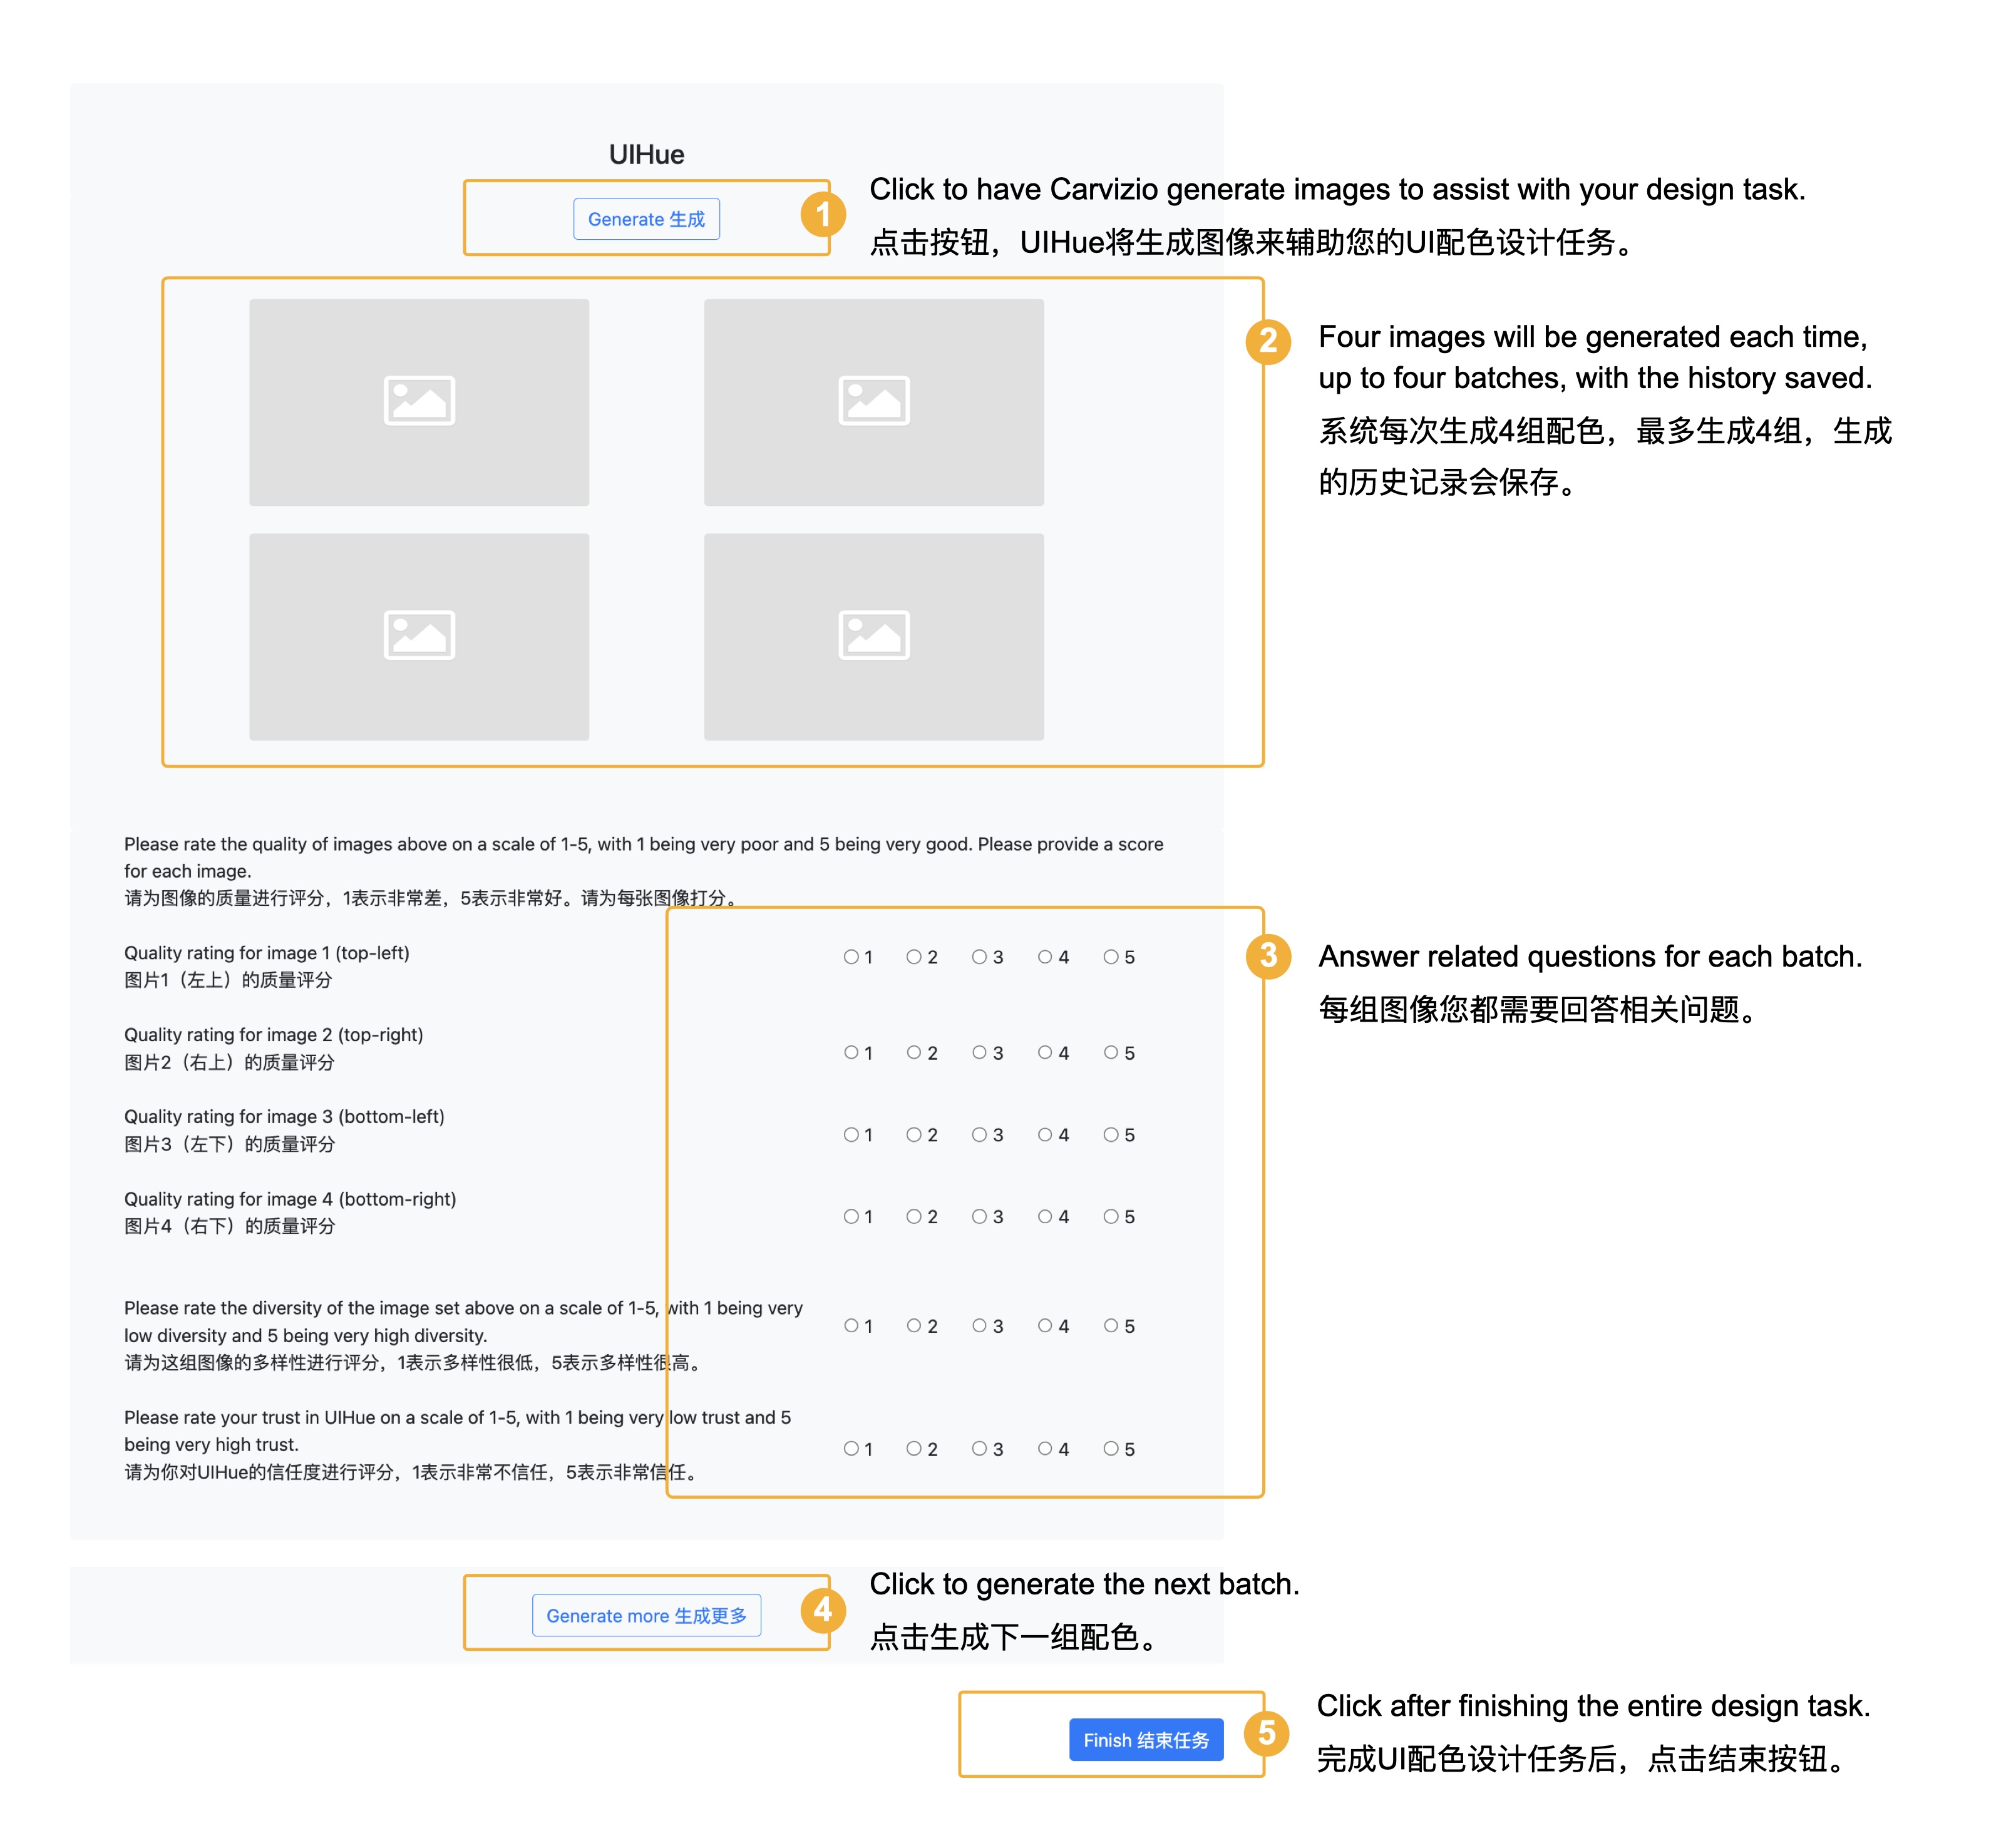 UIHue
Generate 生成
1
Click to have Carvizio generate images to assist with your design task.
点击按钮，UIHue将生成图像来辅助您的UI配色设计任务。
2
Four images will be generated each time,
up to four batches, with the history saved.
系统每次生成4组配色，最多生成4组，生成
的历史记录会保存。
Please rate the quality of images above on a scale of 1-5, with 1 being very poor and 5 being very good. Please provide a score
for each image.
请为图像的质量进行评分，1表示非常差，5表示非常好。请为每张图像打分。
Quality rating for image 1 (top-left)
图片1（左上）的质量评分
1 2 3 4 5
3
Answer related questions for each batch.
每组图像您都需要回答相关问题。
Quality rating for image 2 (top-right)
图片2（右上）的质量评分
1 2 3 4 5
Quality rating for image 3 (bottom-left)
图片3（左下）的质量评分
1 2 3 4 5
Quality rating for image 4 (bottom-right)
图片4（右下）的质量评分
1 2 3 4 5
Please rate the diversity of the image set above on a scale of 1-5, with 1 being very
low diversity and 5 being very high diversity.
请为这组图像的多样性进行评分，1表示多样性很低，5表示多样性很高。
1 2 3 4 5
Please rate your trust in UIHue on a scale of 1-5, with 1 being very low trust and 5
being very high trust.
请为你对UIHue的信任度进行评分，1表示非常不信任，5表示非常信任。
1 2 3 4 5
Generate more 生成更多
4
Click to generate the next batch.
点击生成下一组配色。
Finish 结束任务
5
Click after finishing the entire design task.
完成UI配色设计任务后，点击结束按钮。